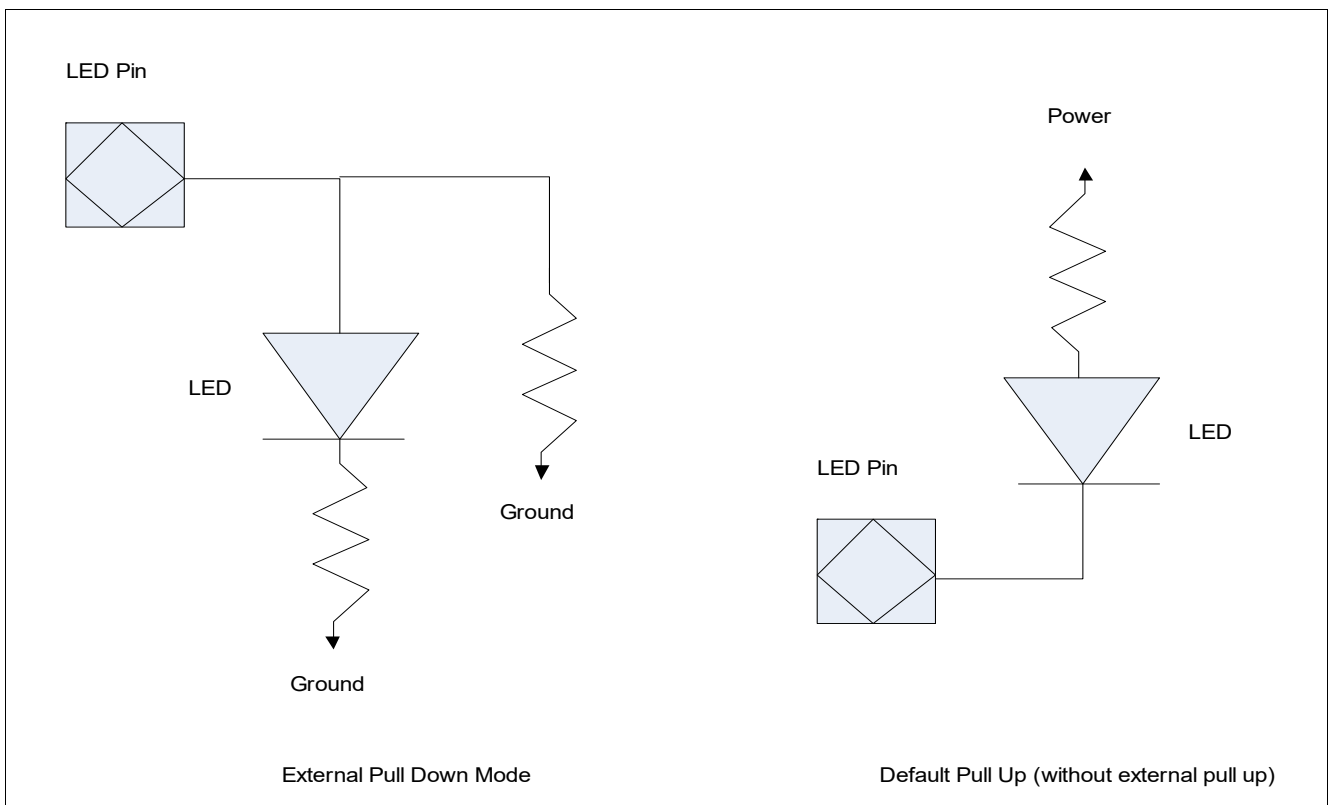 LED Pin
Power
LED
LED
LED Pin
Ground
Ground
External Pull Down Mode
Default Pull Up (without external pull up)